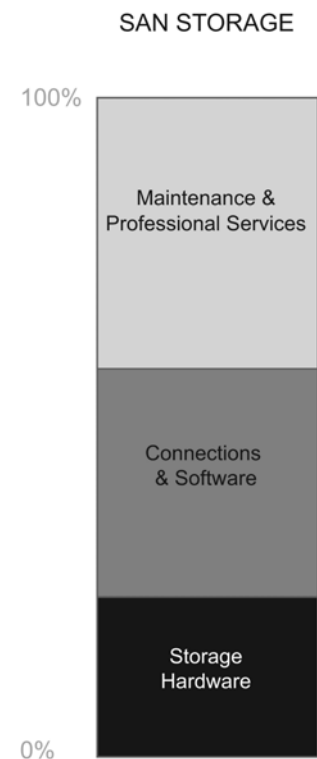 SAN STORAGE
100%
Maintenance &
Professional Services
Connections
& Software
Storage
Hardware
0%